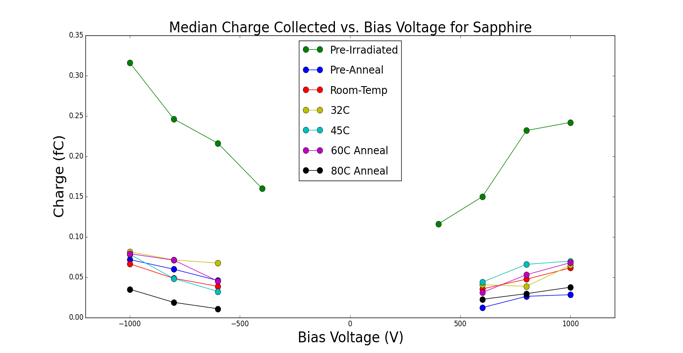 Median Charge Collected vs. Bias Voltage for Sapphire
0.35
0.30
0.25
0.20
0.15
0.10
0.05
0.00
Charge (fC)
Pre-Irradiated
Pre-Anneal
Room-Temp
32C
45C
60C Anneal
80C Anneal
−1000 −500 0 500 1000
Bias Voltage (V)